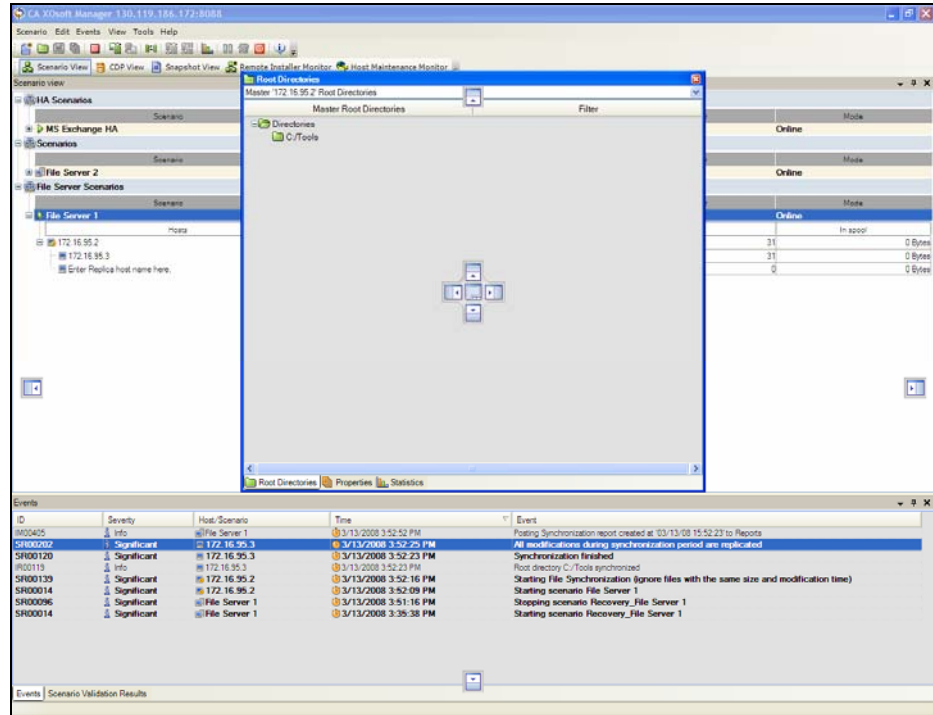 CA XOsoft Manager 130.119.186.172:8088
Scenario Edit Events View Tools Help
Scenario View CDP View Snapshot View Remote Installer Monitor Host Maintenance Monitor
Scenario view
HA Scenarios
Scenario Mode
MS Exchange HA Online
Scenarios
Scenario Mode
File Server 2 Online
File Server Scenarios
Scenario Mode
File Server 1 Online
Hosts In spool
172.16.95.2 31 0 Bytes
172.16.95.3 31 0 Bytes
Enter Replica host name here. 0 0 Bytes
Root Directories
Master '172.16.95.2' Root Directories
Master Root Directories Filter
Directories
C:/Tools
Root Directories Properties Statistics
Events
ID Severity Host/Scenario Time Event
IM00405 Info File Server 1 3/13/2008 3:52:52 PM Posting Synchronization report created at '03/13/08 15:52:23' to Reports
SR00202 Significant 172.16.95.3 3/13/2008 3:52:25 PM All modifications during synchronization period are replicated
SR00120 Significant 172.16.95.3 3/13/2008 3:52:23 PM Synchronization finished
IR00119 Info 172.16.95.3 3/13/2008 3:52:23 PM Root directory C:/Tools synchronized
SR00139 Significant 172.16.95.2 3/13/2008 3:52:16 PM Starting File Synchronization (ignore files with the same size and modification time)
SR00014 Significant 172.16.95.2 3/13/2008 3:52:09 PM Starting scenario File Server 1
SR00096 Significant File Server 1 3/13/2008 3:51:16 PM Stopping scenario Recovery_File Server 1
SR00014 Significant File Server 1 3/13/2008 3:35:38 PM Starting scenario Recovery_File Server 1
Events Scenario Validation Results